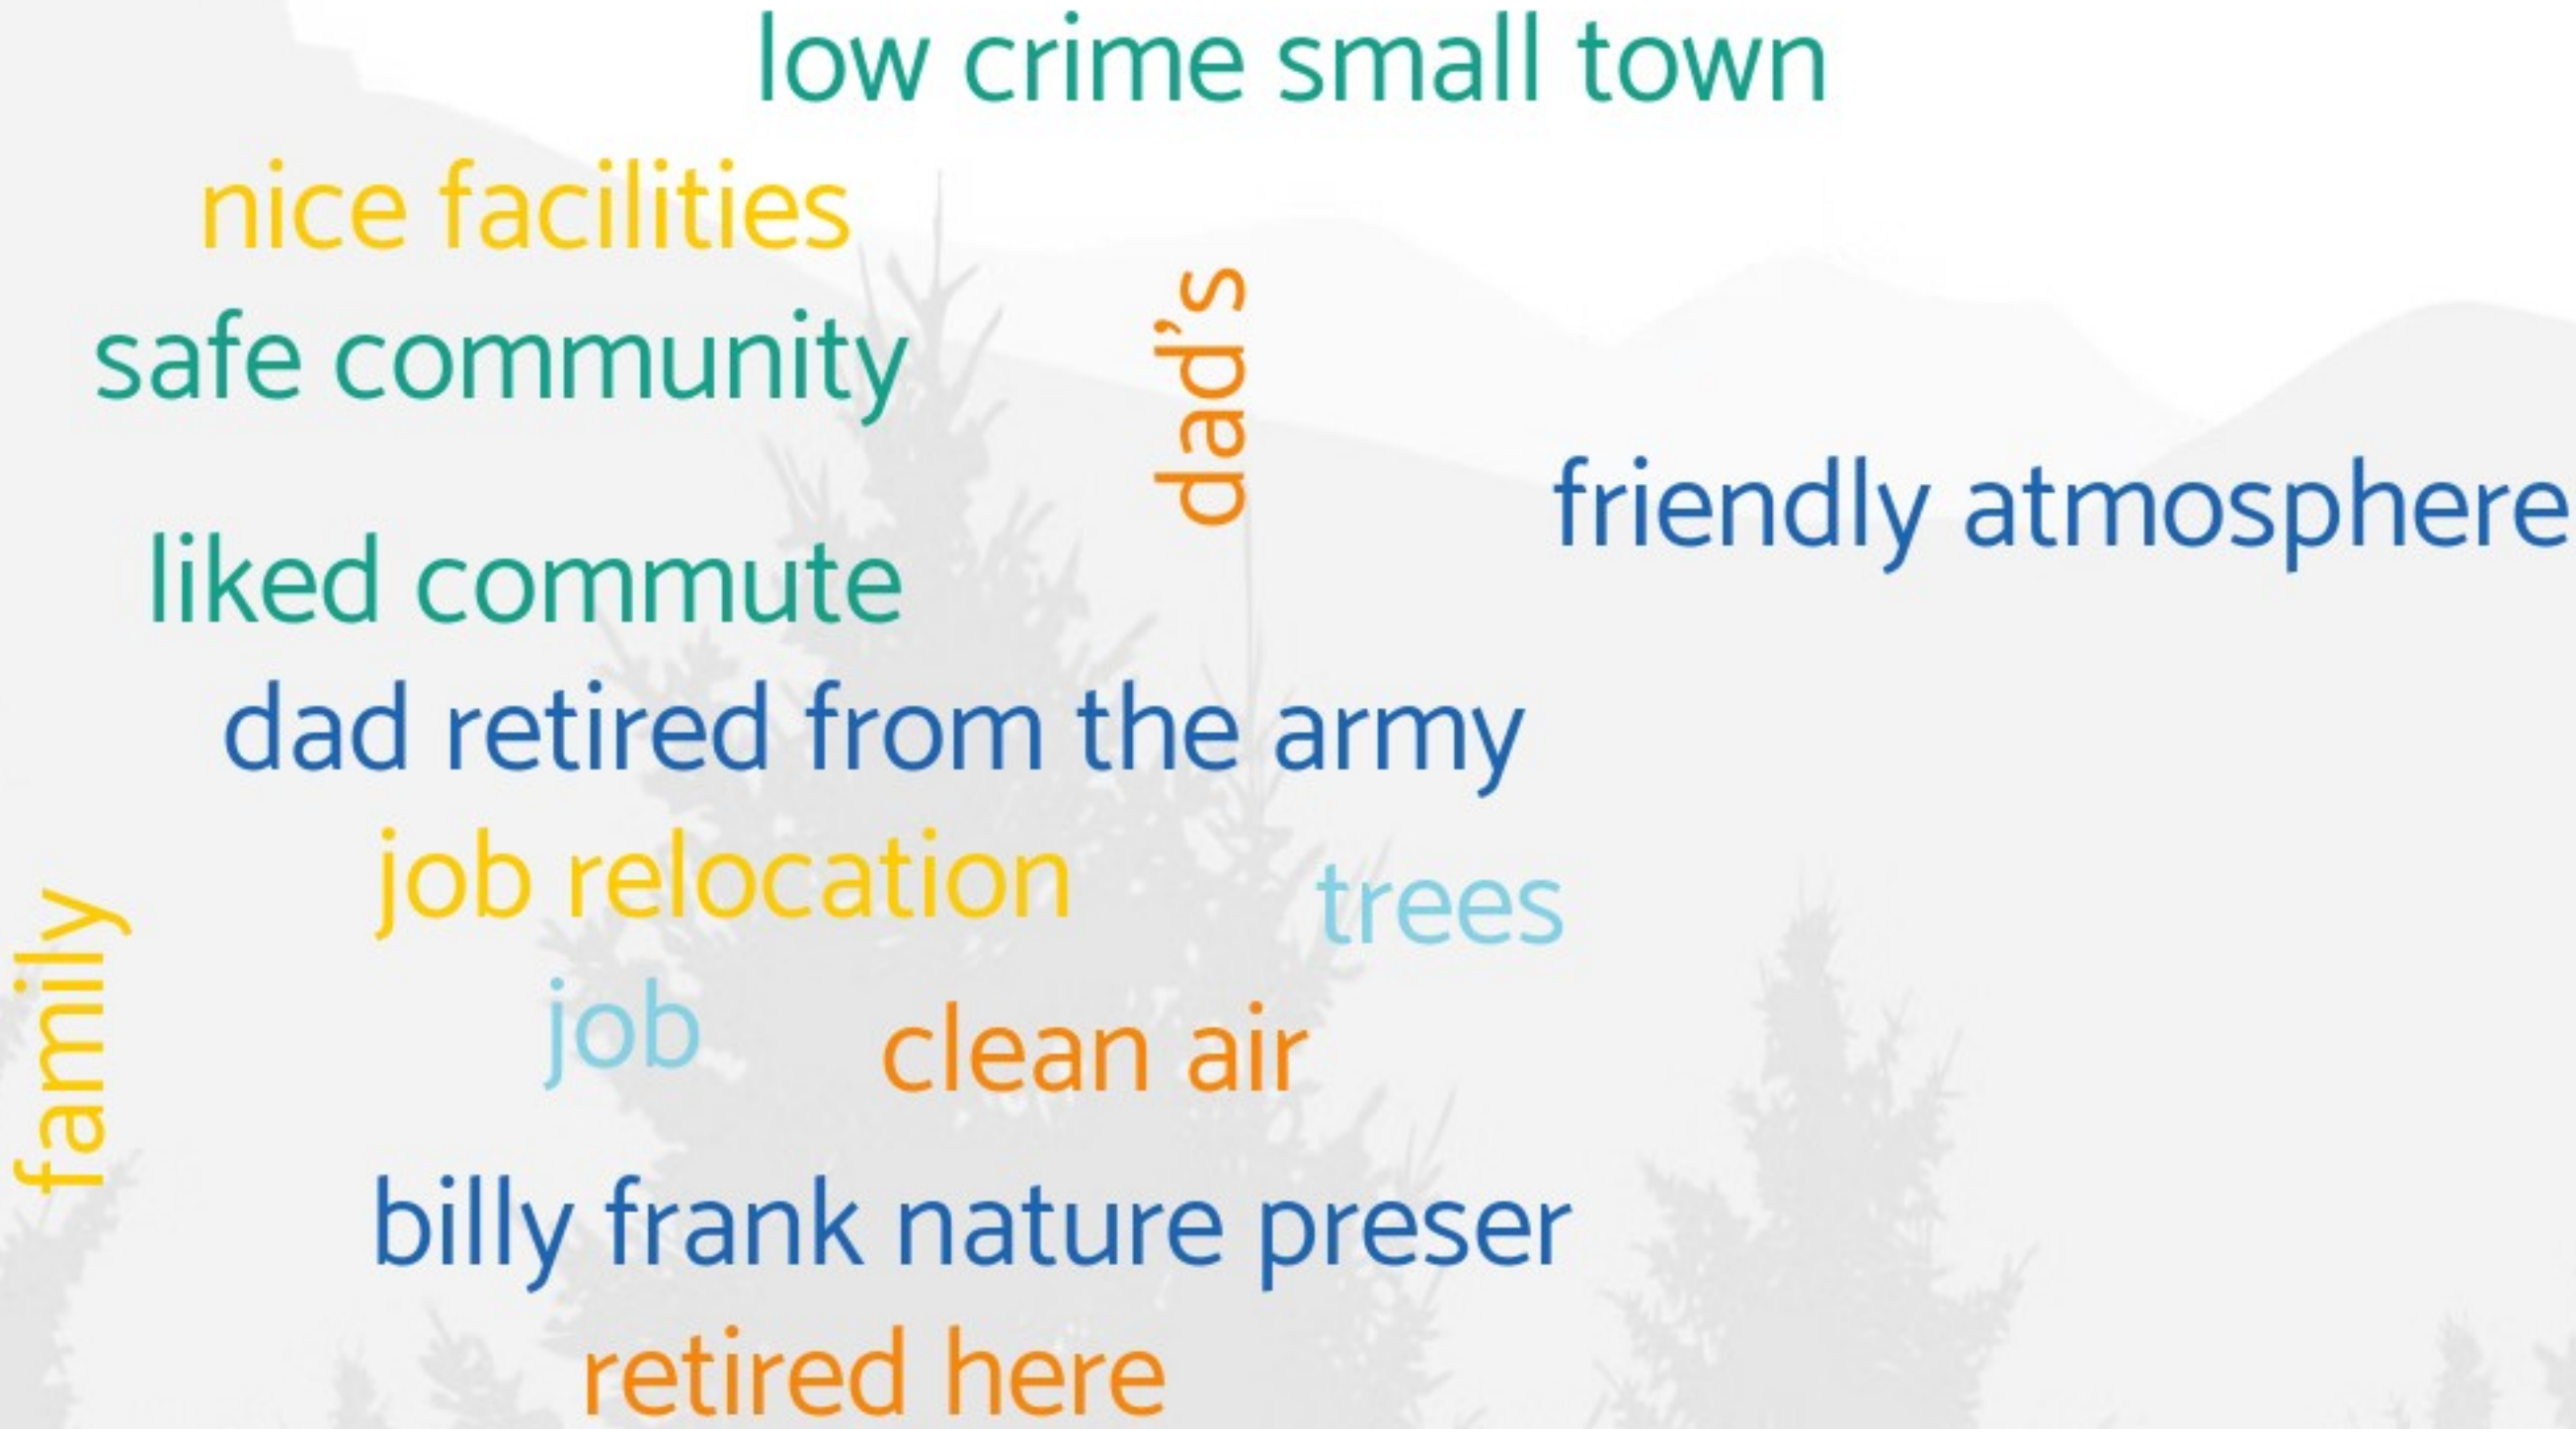 low crime small town
nice facilities
safe community
dad's
friendly atmosphere
liked commute
dad retired from the army
job relocation
trees
family
job
clean air
billy frank nature preser
retired here